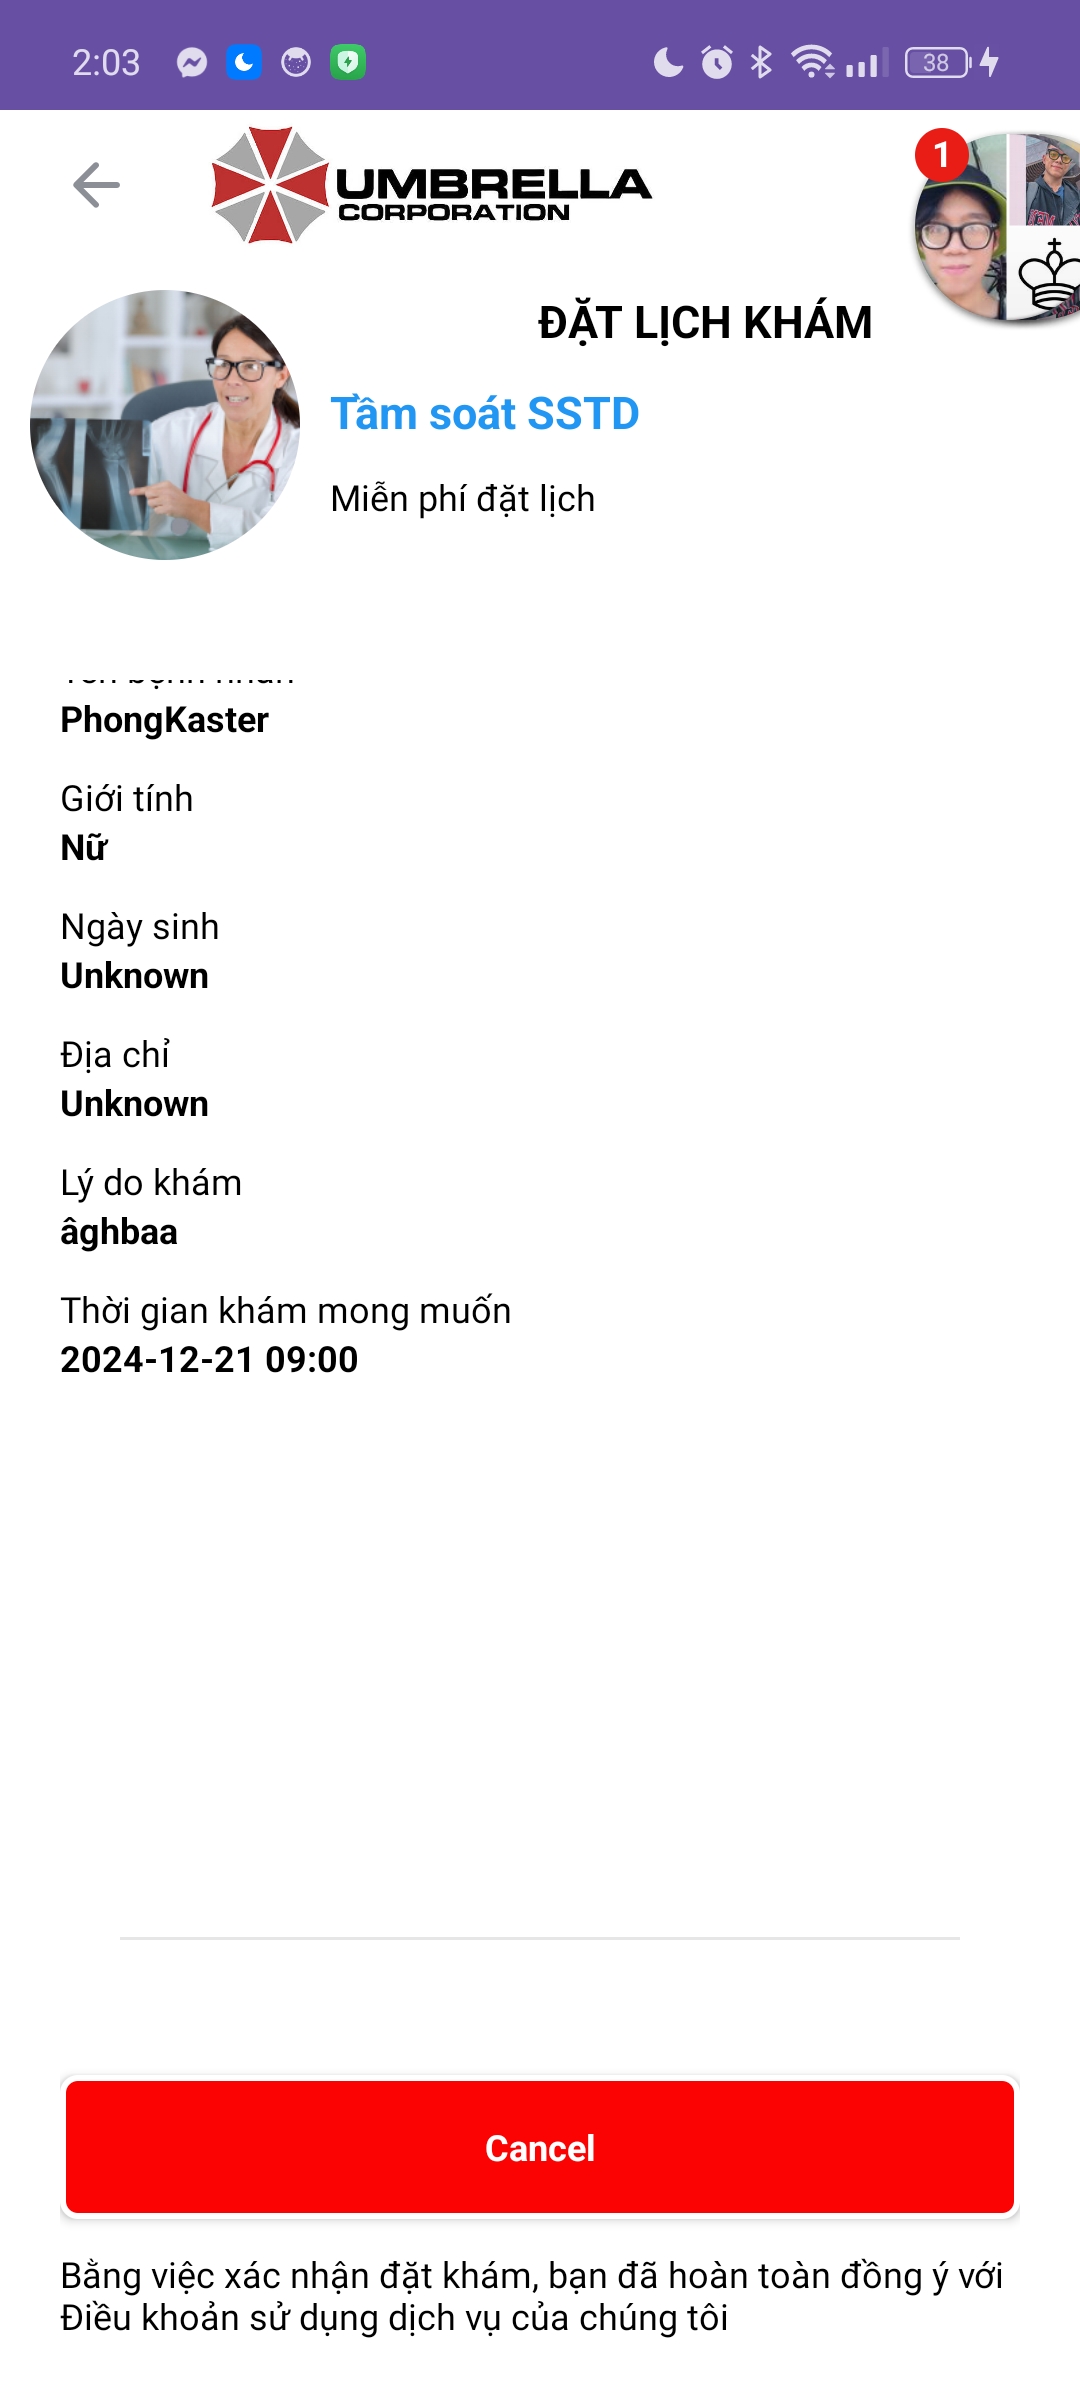 2:03
38
1
UMBRELLA
CORPORATION
ĐẶT LỊCH KHÁM
Tầm soát SSTD
Miễn phí đặt lịch
PhongKaster
Giới tính
Nữ
Ngày sinh
Unknown
Địa chỉ
Unknown
Lý do khám
âghbaa
Thời gian khám mong muốn
2024-12-21 09:00
Cancel
Bằng việc xác nhận đặt khám, bạn đã hoàn toàn đồng ý với
Điều khoản sử dụng dịch vụ của chúng tôi